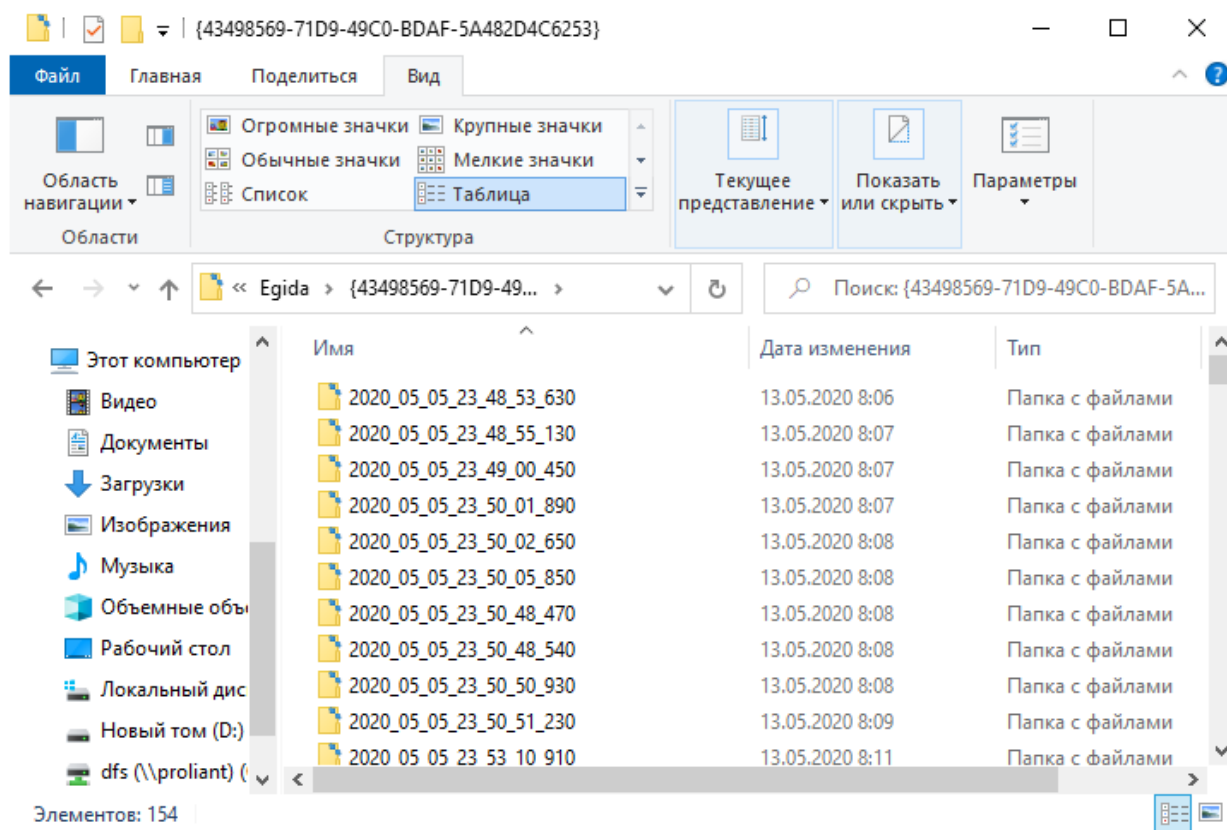 {43498569-71D9-49C0-BDAF-5A482D4C6253}
Файл Главная Поделиться Вид
Огромные значки Крупные значки
Обычные значки Мелкие значки
Список Таблица
Область навигации
Текущее представление
Показать или скрыть
Параметры
Области Структура
« Egida › {43498569-71D9-49... › Поиск: {43498569-71D9-49C0-BDAF-5A...
Имя Дата изменения Тип
Этот компьютер
Видео
Документы
Загрузки
Изображения
Музыка
Объемные объ
Рабочий стол
Локальный дис
Новый том (D:)
dfs (\\proliant) (
2020_05_05_23_48_53_630 13.05.2020 8:06 Папка с файлами
2020_05_05_23_48_55_130 13.05.2020 8:07 Папка с файлами
2020_05_05_23_49_00_450 13.05.2020 8:07 Папка с файлами
2020_05_05_23_50_01_890 13.05.2020 8:07 Папка с файлами
2020_05_05_23_50_02_650 13.05.2020 8:08 Папка с файлами
2020_05_05_23_50_05_850 13.05.2020 8:08 Папка с файлами
2020_05_05_23_50_48_470 13.05.2020 8:08 Папка с файлами
2020_05_05_23_50_48_540 13.05.2020 8:08 Папка с файлами
2020_05_05_23_50_50_930 13.05.2020 8:08 Папка с файлами
2020_05_05_23_50_51_230 13.05.2020 8:09 Папка с файлами
2020_05_05_23_53_10_910 13.05.2020 8:11 Папка с файлами
Элементов: 154